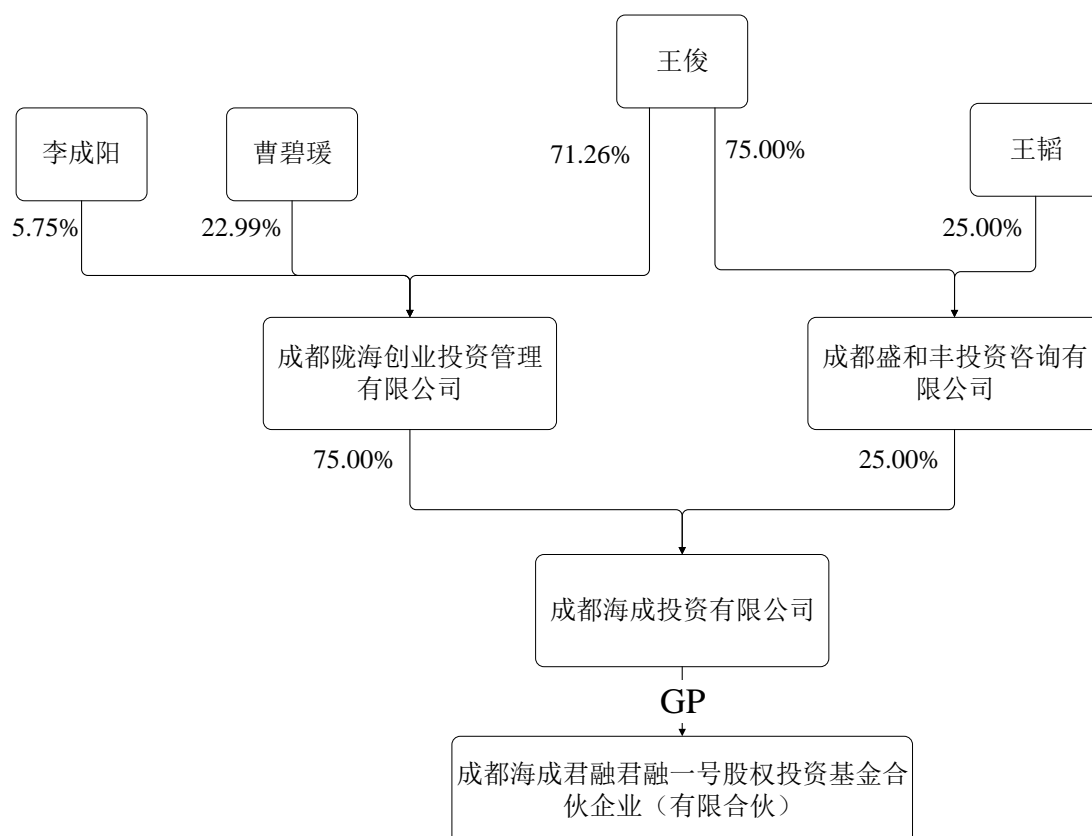 王俊
李成阳
曹碧瑗
王韬
71.26%
75.00%
5.75%
22.99%
25.00%
成都陇海创业投资管理
有限公司
成都盛和丰投资咨询有
限公司
75.00%
25.00%
成都海成投资有限公司
GP
成都海成君融君融一号股权投资基金合
伙企业（有限合伙）